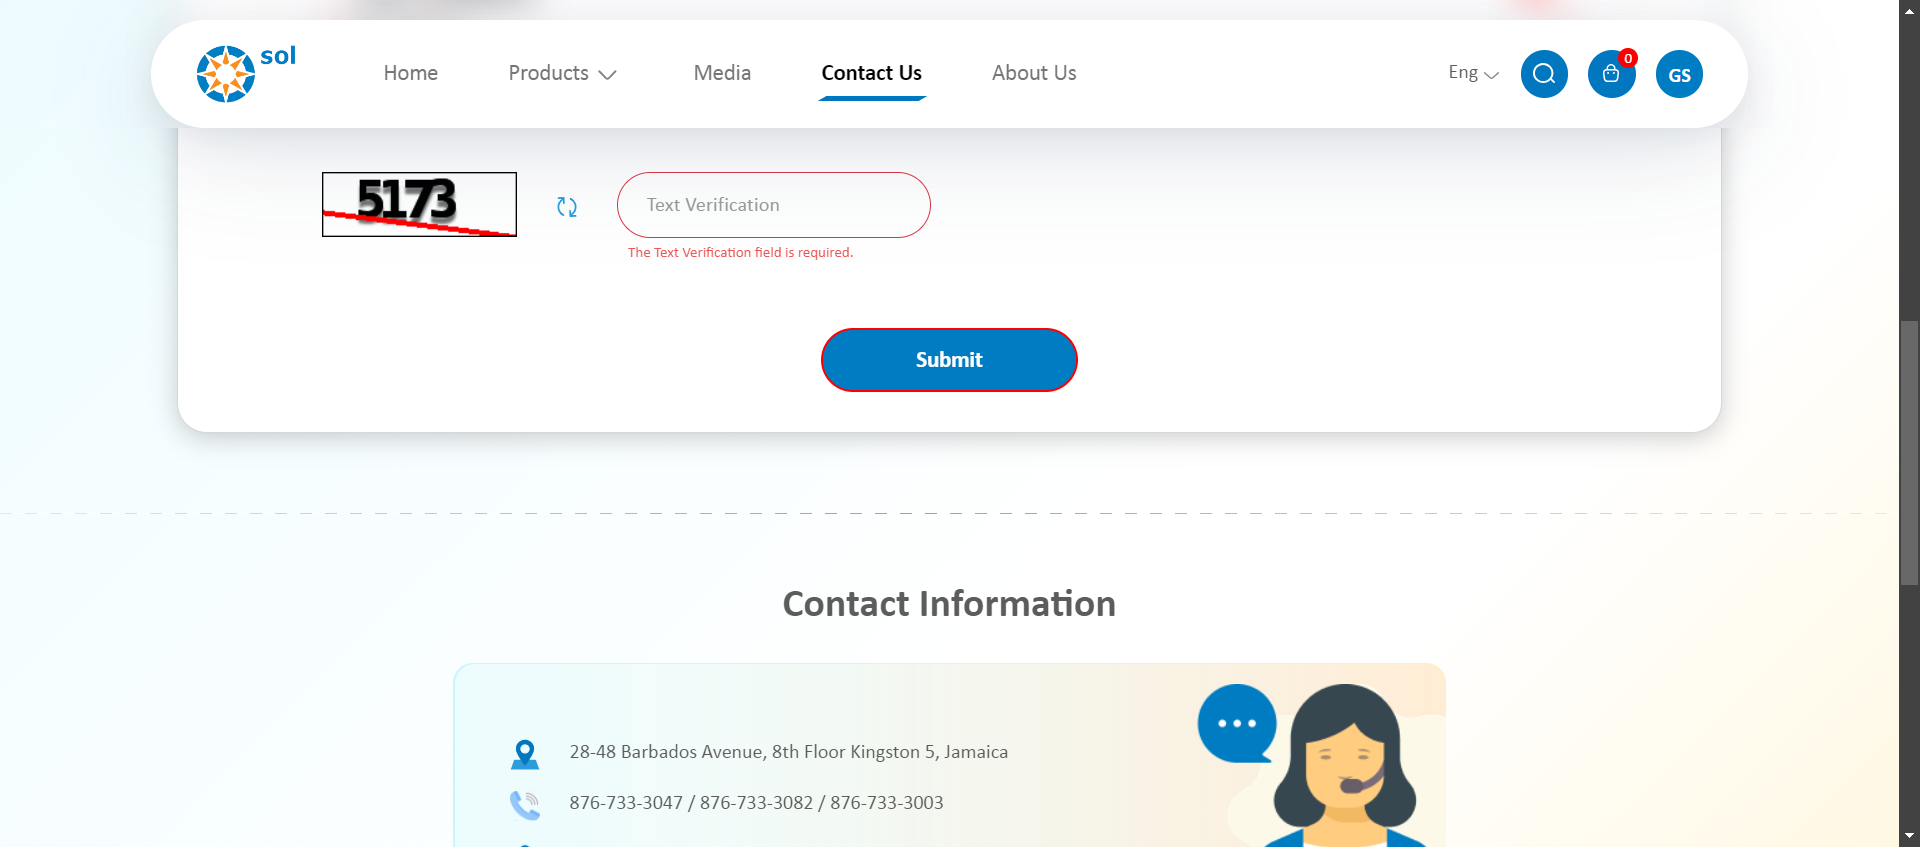 sol
Home
Products
Media
Contact Us
About Us
Eng
0
GS
5173
Text Verification
The Text Verification field is required.
Submit
Contact Information
28-48 Barbados Avenue, 8th Floor Kingston 5, Jamaica
876-733-3047 / 876-733-3082 / 876-733-3003